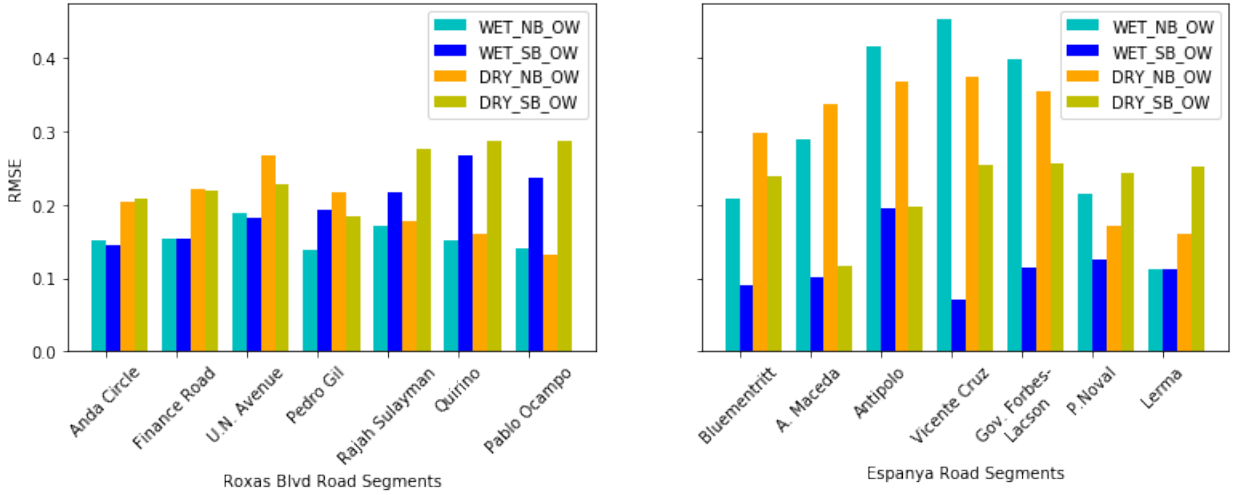 WET_NB_OW
WET_SB_OW
DRY_NB_OW
DRY_SB_OW
RMSE
0.4
0.3
0.2
0.1
0.0
Anda Circle
Finance Road
U.N. Avenue
Pedro Gil
Rajah Sulayman
Quirino
Pablo Ocampo
Roxas Blvd Road Segments
WET_NB_OW
WET_SB_OW
DRY_NB_OW
DRY_SB_OW
Bluementritt
A. Maceda
Antipolo
Vicente Cruz
Gov. Forbes-
Lacson
P.Noval
Lerma
Espanya Road Segments